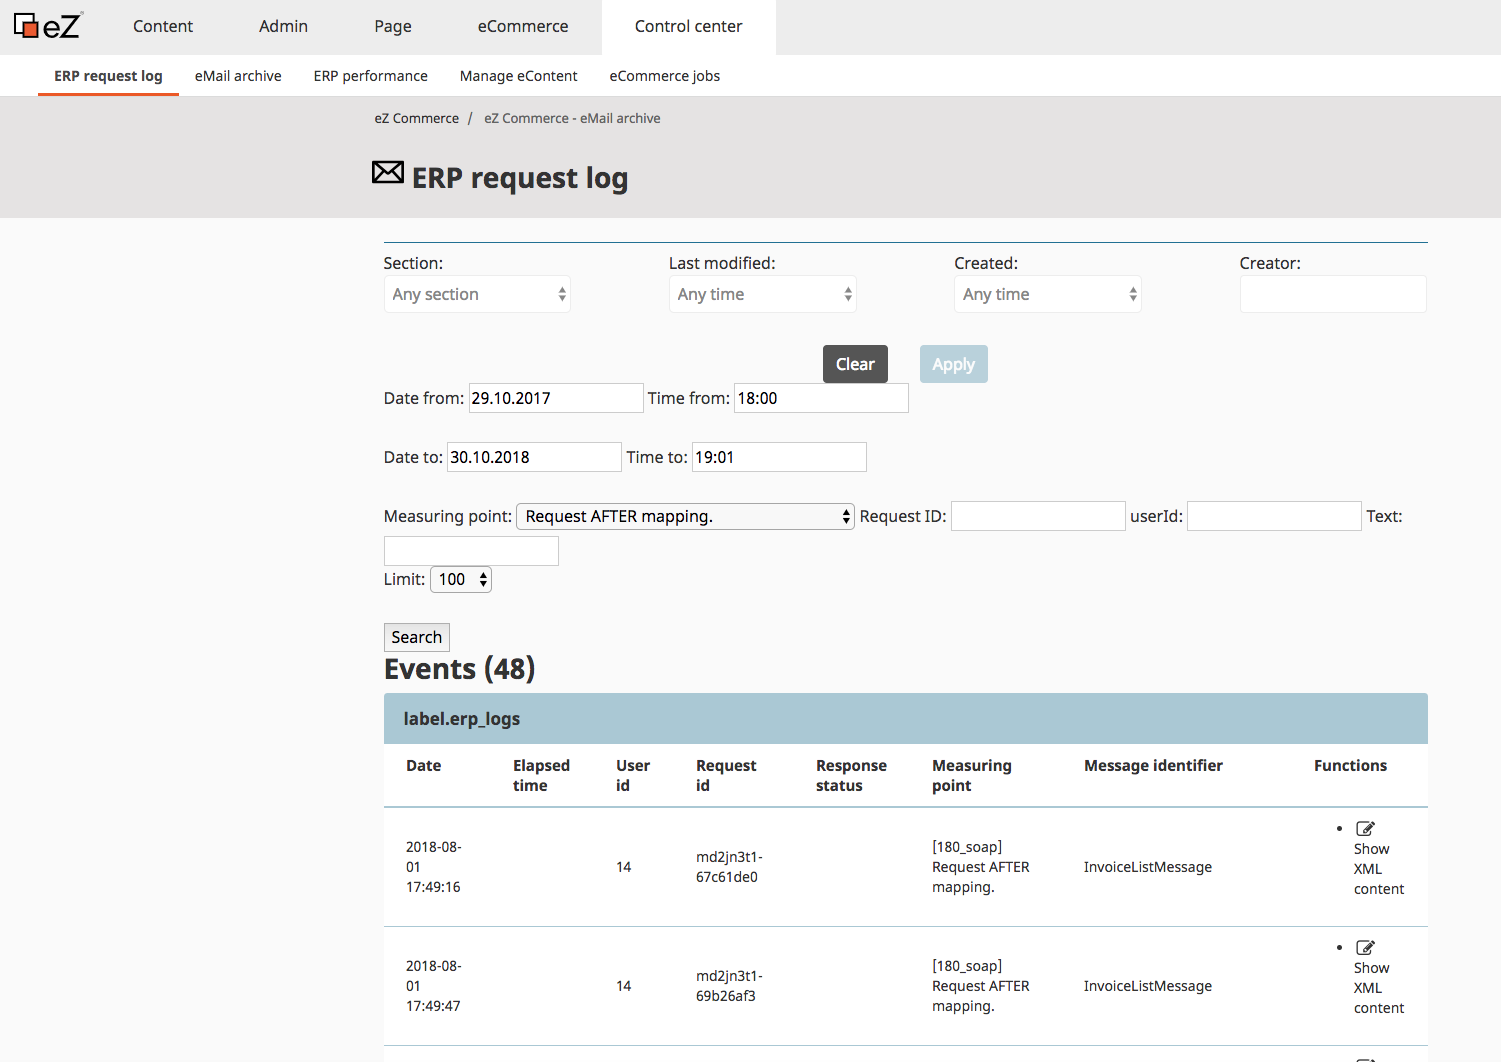 eZ
Content Admin Page eCommerce Control center
ERP request log eMail archive ERP performance Manage eContent eCommerce jobs
eZ Commerce / eZ Commerce - eMail archive
ERP request log
Section: Last modified: Created: Creator:
Any section Any time Any time
Clear Apply
Date from: 29.10.2017 Time from: 18:00
Date to: 30.10.2018 Time to: 19:01
Measuring point: Request AFTER mapping. Request ID: userId: Text:
Limit: 100
Search
Events (48)
label.erp_logs
Date Elapsed time User id Request id Response status Measuring point Message identifier Functions
2018-08-01 17:49:16 14 md2jn3t1-67c61de0 [180_soap] Request AFTER mapping. InvoiceListMessage • Show XML content
2018-08-01 17:49:47 14 md2jn3t1-69b26af3 [180_soap] Request AFTER mapping. InvoiceListMessage • Show XML content